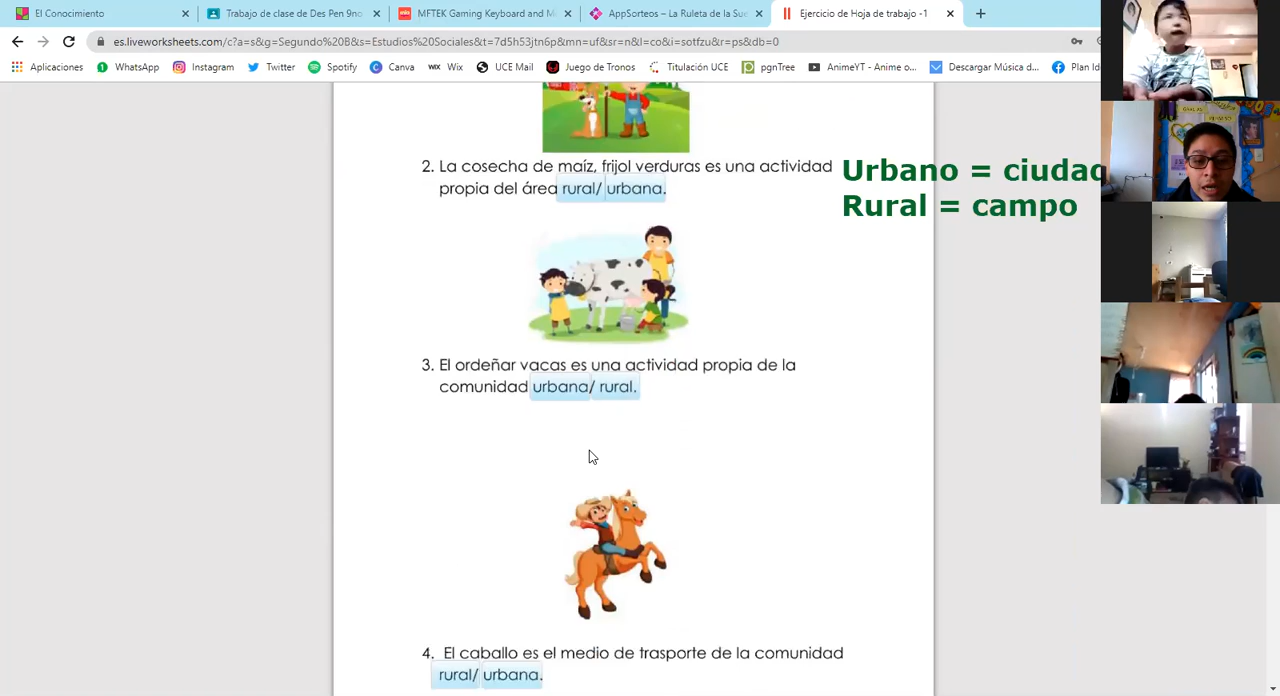 El Conocimiento
Trabajo de clase de Des Pen 9no
MFTEK Gaming Keyboard and M
AppSorteos – La Ruleta de la Sue
Ejercicio de Hoja de trabajo -1
es.liveworksheets.com/c?a=s&g=Segundo%20B&s=Estudios%20Sociales&t=7d5h53jtn6p&mn=uf&sr=n&l=co&i=sotfzu&r=ps&db=0
Aplicaciones
WhatsApp
Instagram
Twitter
Spotify
Canva
Wix
UCE Mail
Juego de Tronos
Titulación UCE
pgnTree
AnimeYT - Anime o...
Descargar Música d...
Plan
2. La cosecha de maíz, frijol verduras es una actividad
propia del área rural/ urbana.
Urbano = ciudad
Rural = campo
3. El ordeñar vacas es una actividad propia de la
comunidad urbana/ rural.
4. El caballo es el medio de trasporte de la comunidad
rural/ urbana.